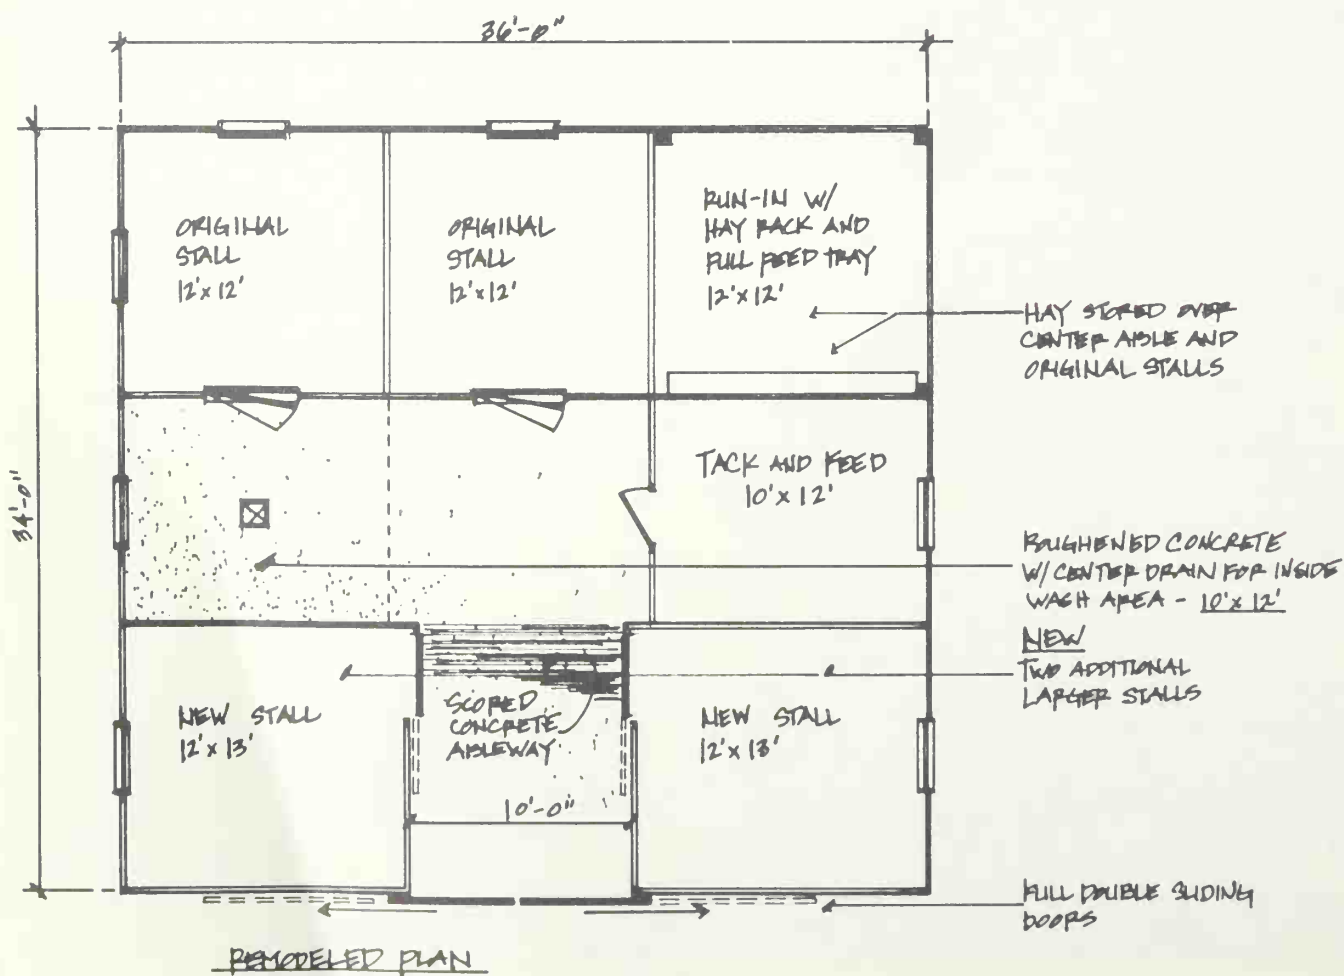 36'-0"
34'-0"
ORIGINAL
STALL
12'x12'
ORIGINAL
STALL
12'x12'
RUN-IN W/
HAY RACK AND
FULL FEED TRAY
12'x12'
HAY STORED OVER
CENTER AISLE AND
ORIGINAL STALLS
TACK AND FEED
10'x12'
ROUGHENED CONCRETE
W/ CENTER DRAIN FOR INSIDE
WASH AREA - 10'x12'
NEW
TWO ADDITIONAL
LARGER STALLS
NEW STALL
12'x13'
SCORED
CONCRETE
AISLEWAY
10'-0"
NEW STALL
12'x13'
FULL DOUBLE SLIDING
DOORS
REMODELED PLAN